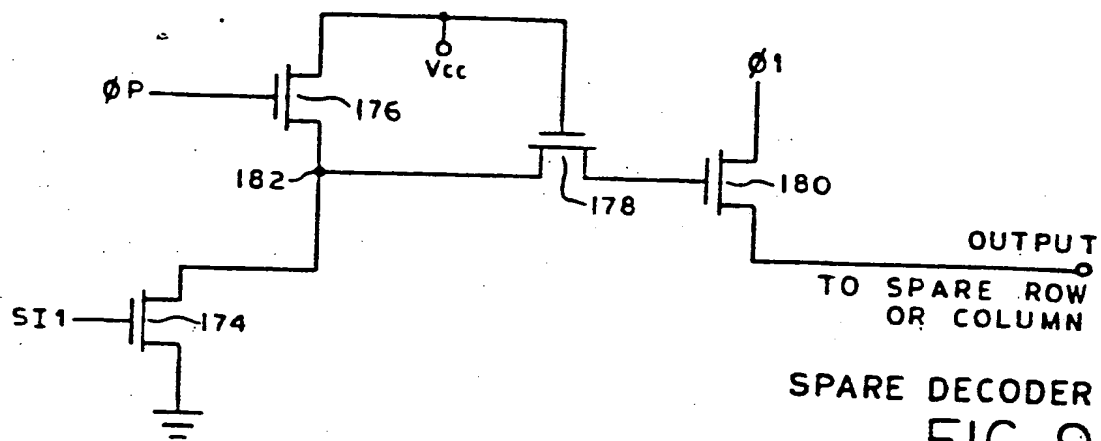 Vcc
ØP
176
Ø1
182
178
180
SI1
174
OUTPUT
TO SPARE ROW
OR COLUMN
SPARE DECODER